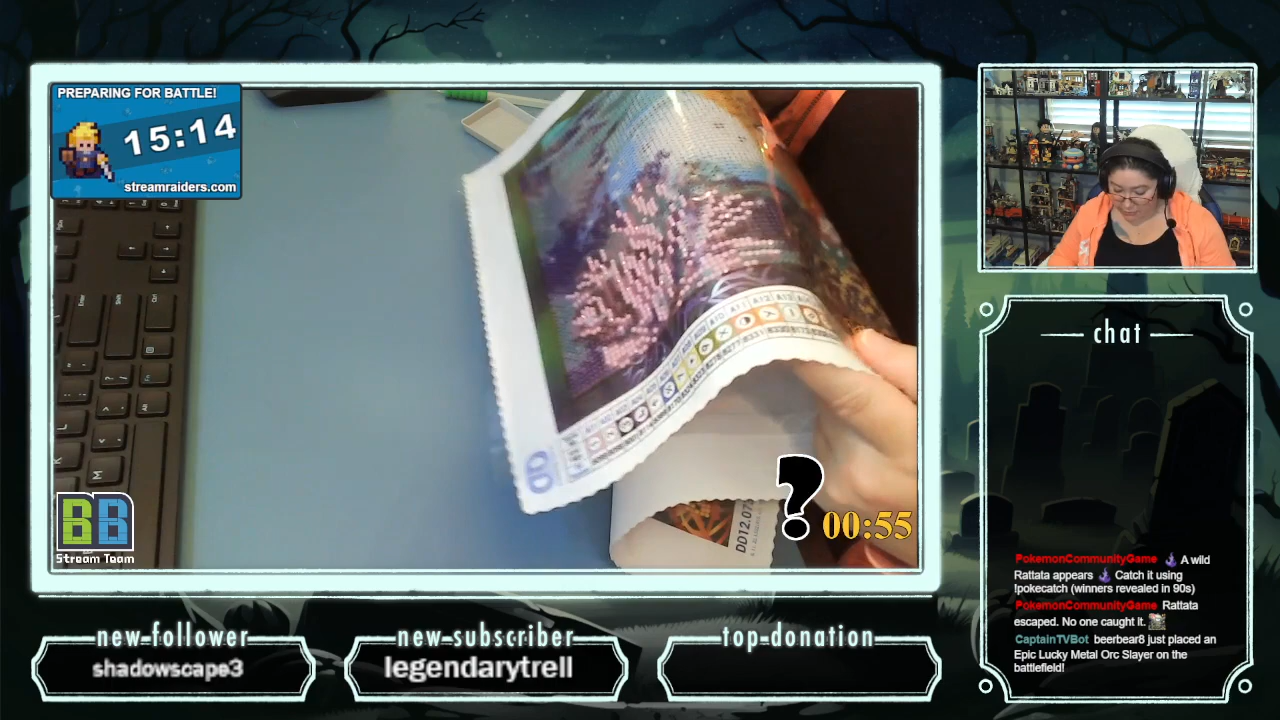 PREPARING FOR BATTLE!
15:14
streamraiders.com
BB
Stream Team
DD12.07
?
00:55
chat
PokemonCommunityGame A wild
Rattata appears Catch it using
!pokecatch (winners revealed in 90s)
PokemonCommunityGame Rattata
escaped. No one caught it.
CaptainTVBot beerbear8 just placed an
Epic Lucky Metal Orc Slayer on the
battlefield!
new follower
shadowscape3
new subscriber
legendarytrell
top donation